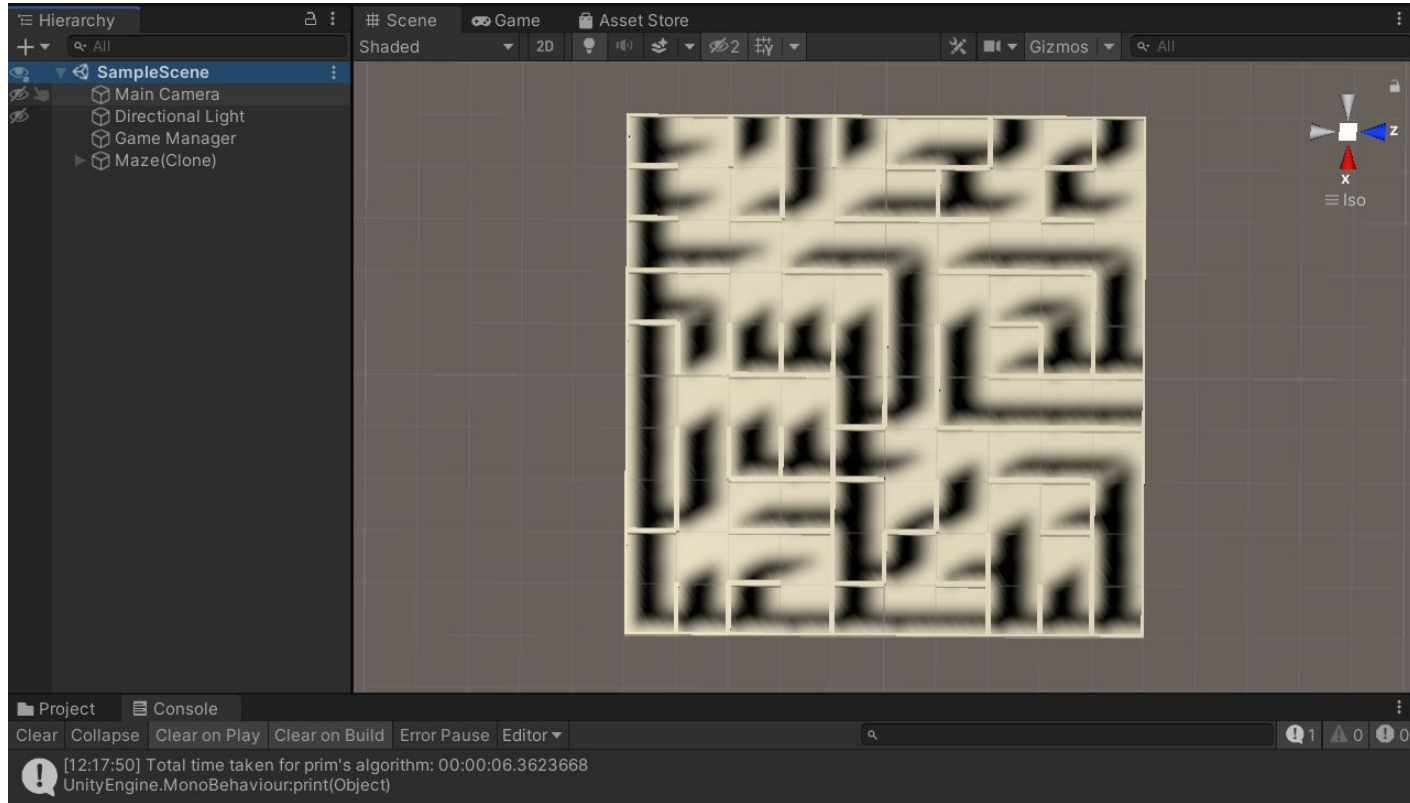 Hierarchy
All
SampleScene
Main Camera
Directional Light
Game Manager
Maze(Clone)
Scene Game Asset Store
Shaded 2D 2 Gizmos All
z
x
Iso
Project Console
Clear Collapse Clear on Play Clear on Build Error Pause Editor 1 0 0
[12:17:50] Total time taken for prim's algorithm: 00:00:06.3623668
UnityEngine.MonoBehaviour:print(Object)